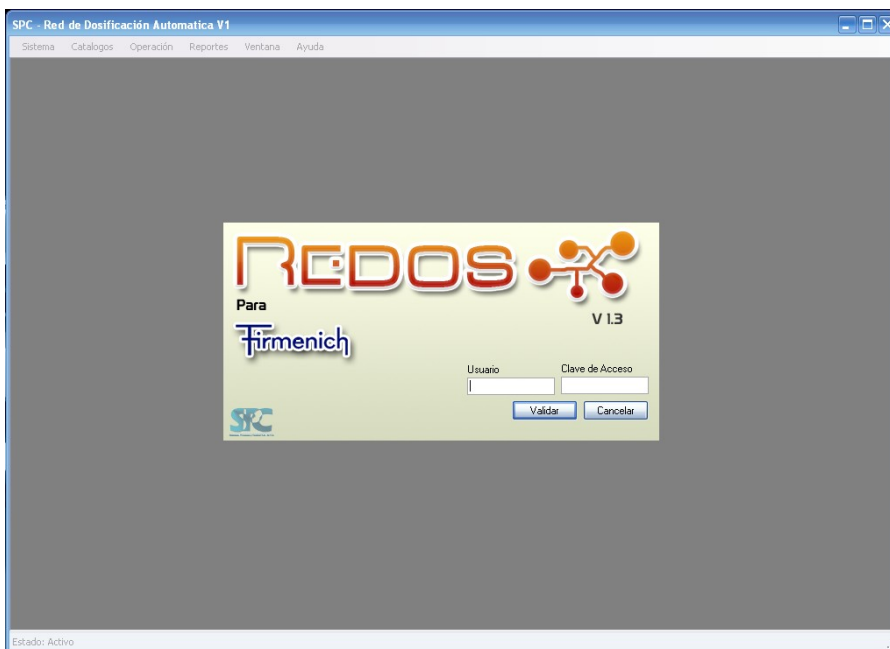 SPC - Red de Dosificación Automatica V1
Sistema Catalogos Operación Reportes Ventana Ayuda
REDOS
Para
V 1.3
Firmenich
Usuario Clave de Acceso
Validar Cancelar
SPC
Estado: Activo